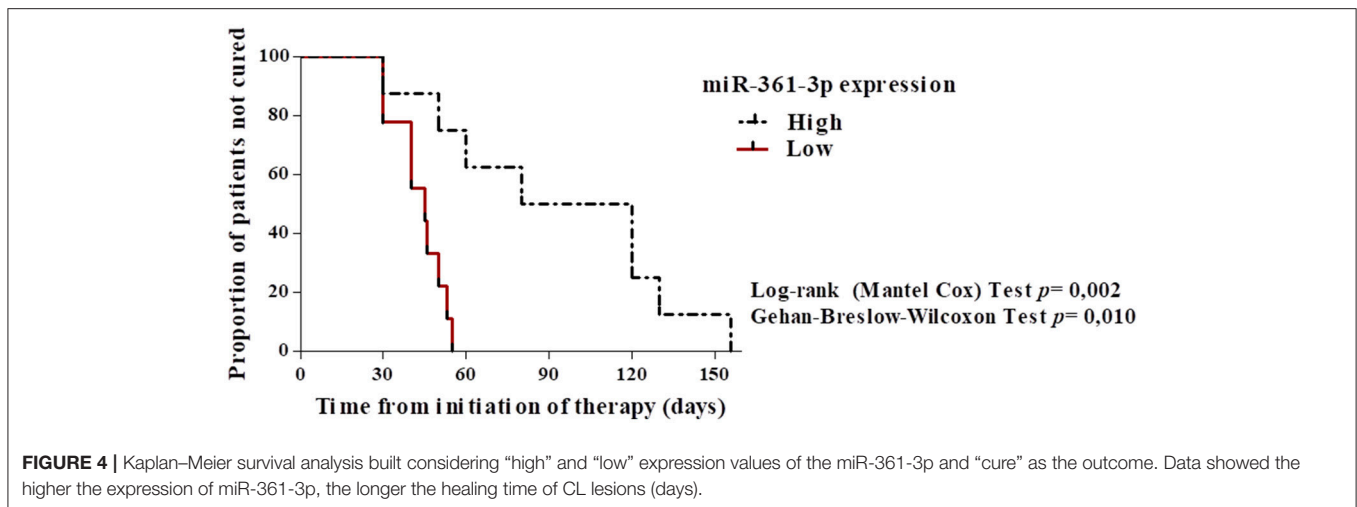 Proportion of patients not cured
100
80
60
40
20
0
0 30 60 90 120 150
Time from initiation of therapy (days)
miR-361-3p expression
High
Low
Log-rank (Mantel Cox) Test p= 0,002
Gehan-Breslow-Wilcoxon Test p= 0,010
FIGURE 4 | Kaplan–Meier survival analysis built considering “high” and “low” expression values of the miR-361-3p and “cure” as the outcome. Data showed the
higher the expression of miR-361-3p, the longer the healing time of CL lesions (days).